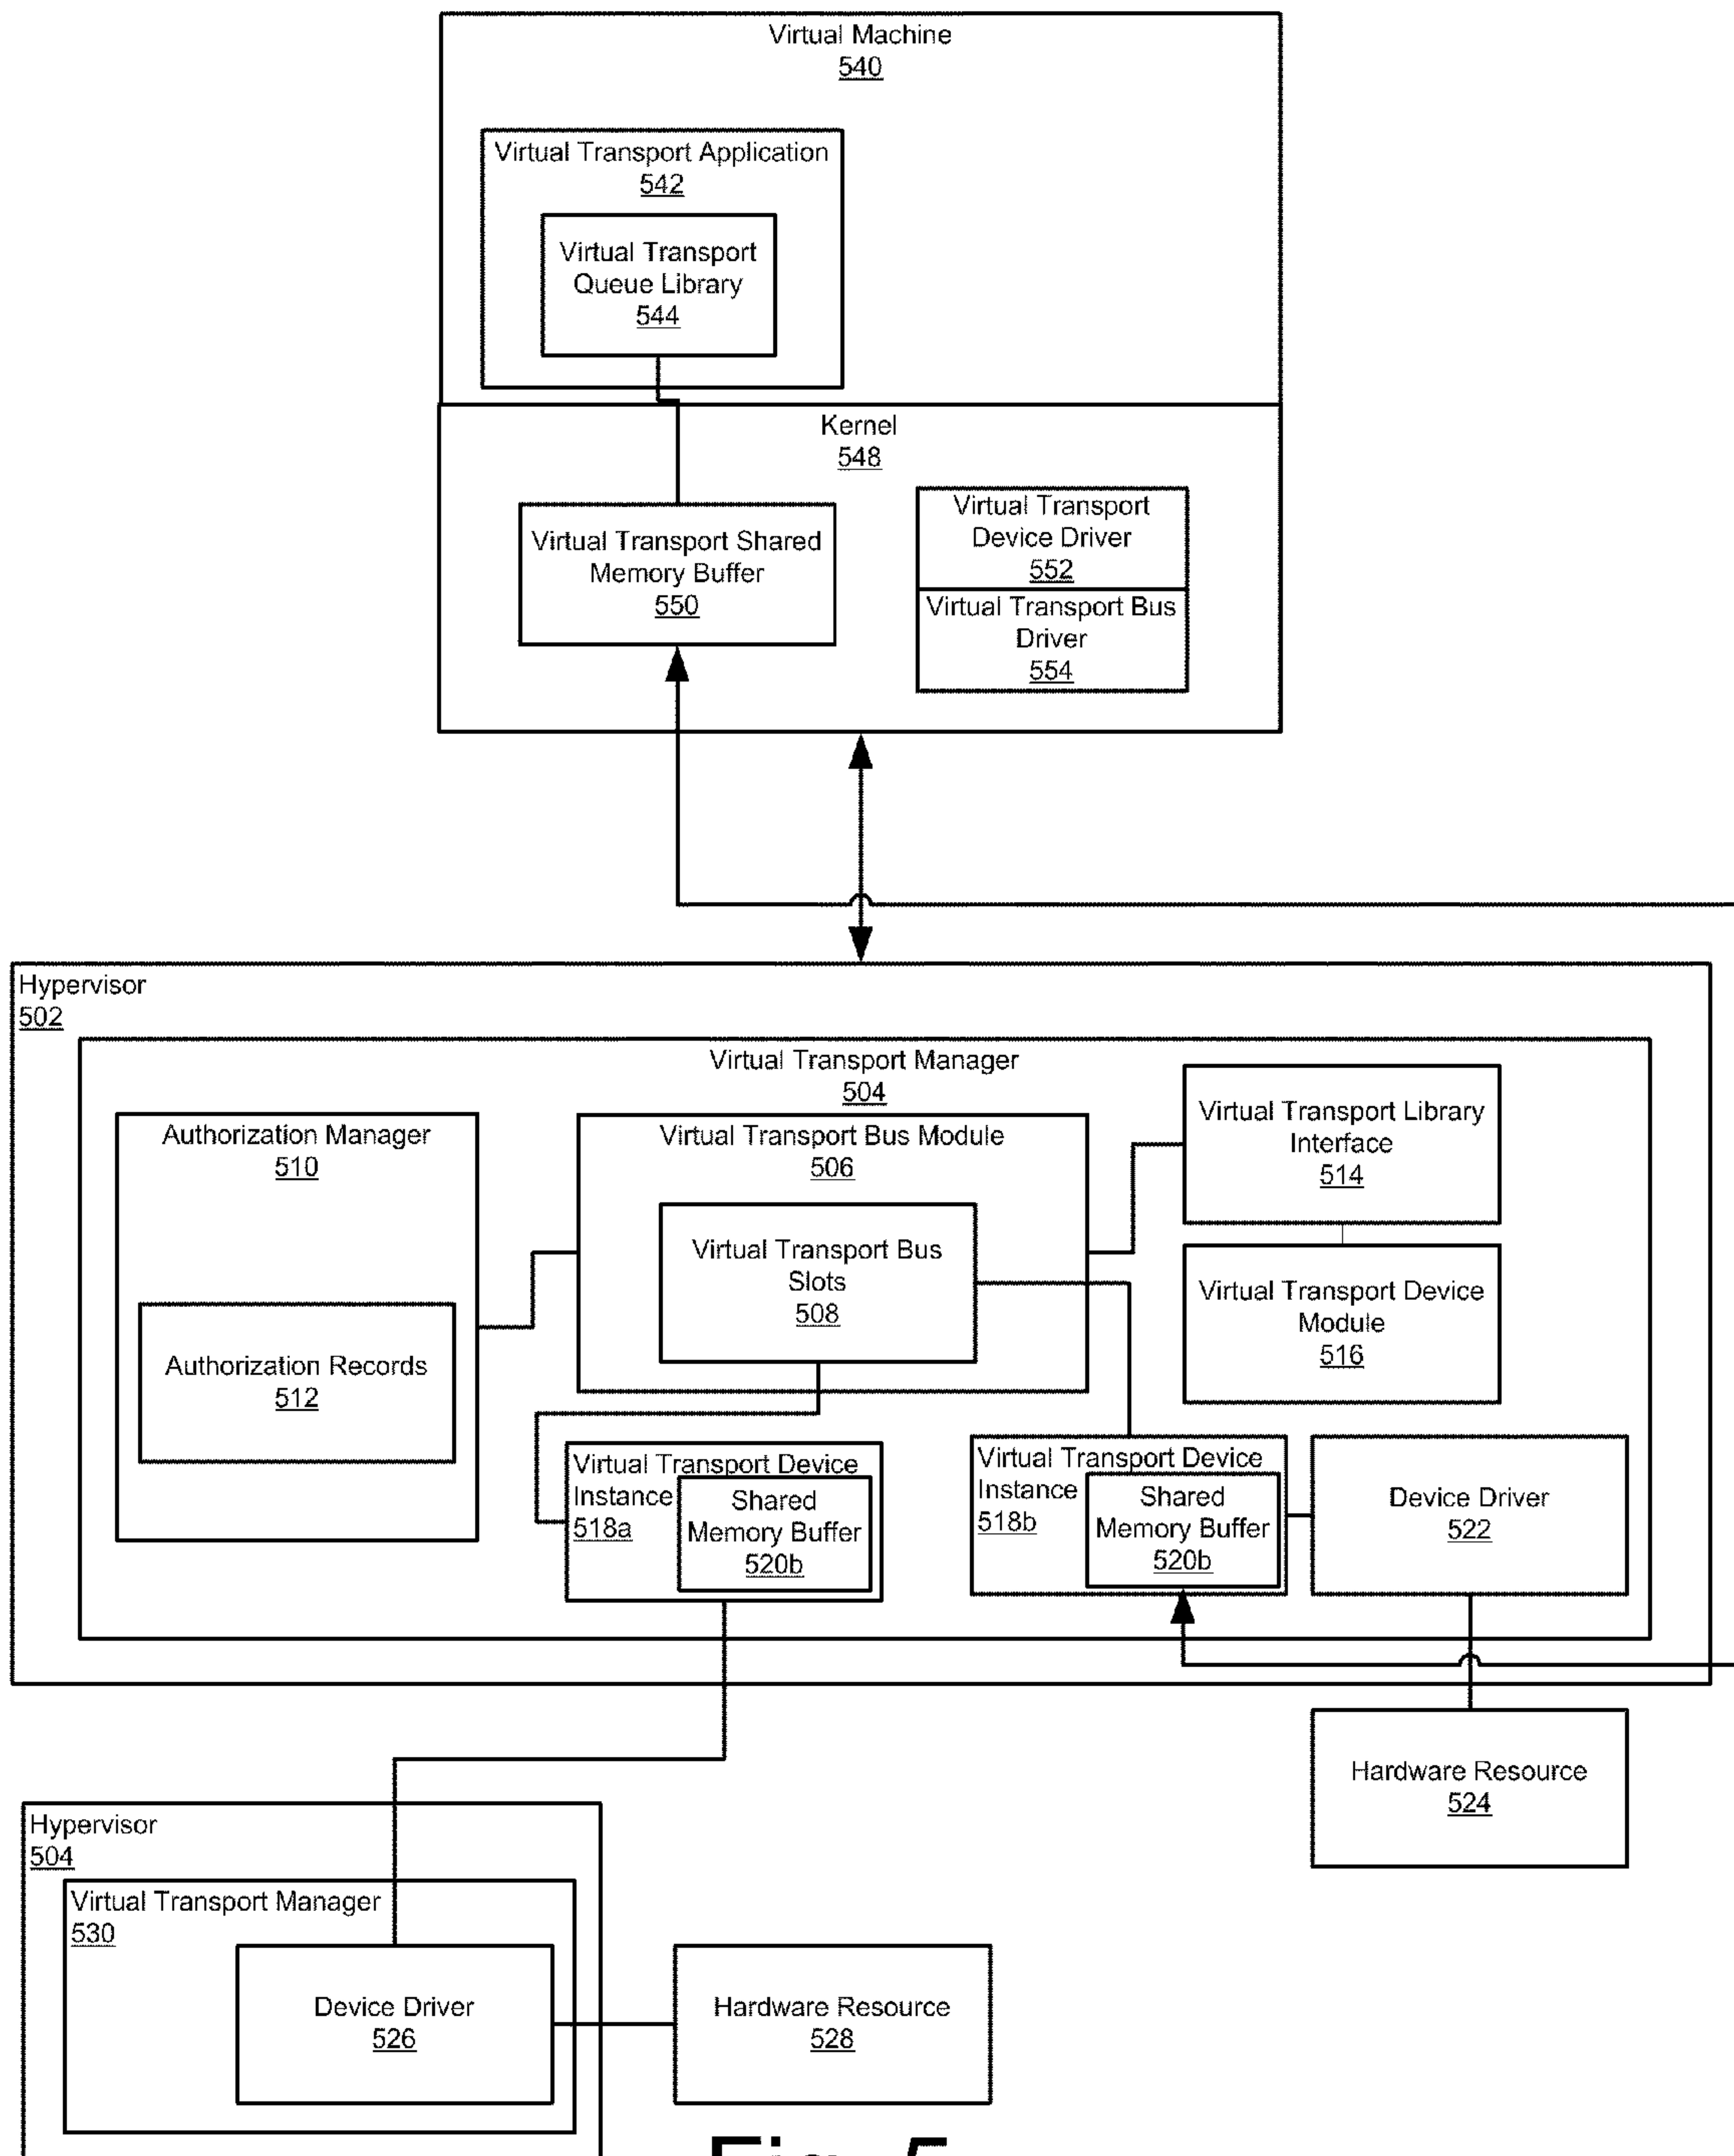 Virtual Machine
540
Virtual Transport Application
542
Virtual Transport
Queue Library
544
Kernel
548
Virtual Transport Shared
Memory Buffer
550
Virtual Transport
Device Driver
552
Virtual Transport Bus
Driver
554
Hypervisor
502
Virtual Transport Manager
504
Authorization Manager
510
Authorization Records
512
Virtual Transport Bus Module
506
Virtual Transport Bus
Slots
508
Virtual Transport Library
Interface
514
Virtual Transport Device
Module
516
Virtual Transport Device
Instance
518a
Shared
Memory Buffer
520b
Virtual Transport Device
Instance
518b
Shared
Memory Buffer
520b
Device Driver
522
Hardware Resource
524
Hypervisor
504
Virtual Transport Manager
530
Device Driver
526
Hardware Resource
528